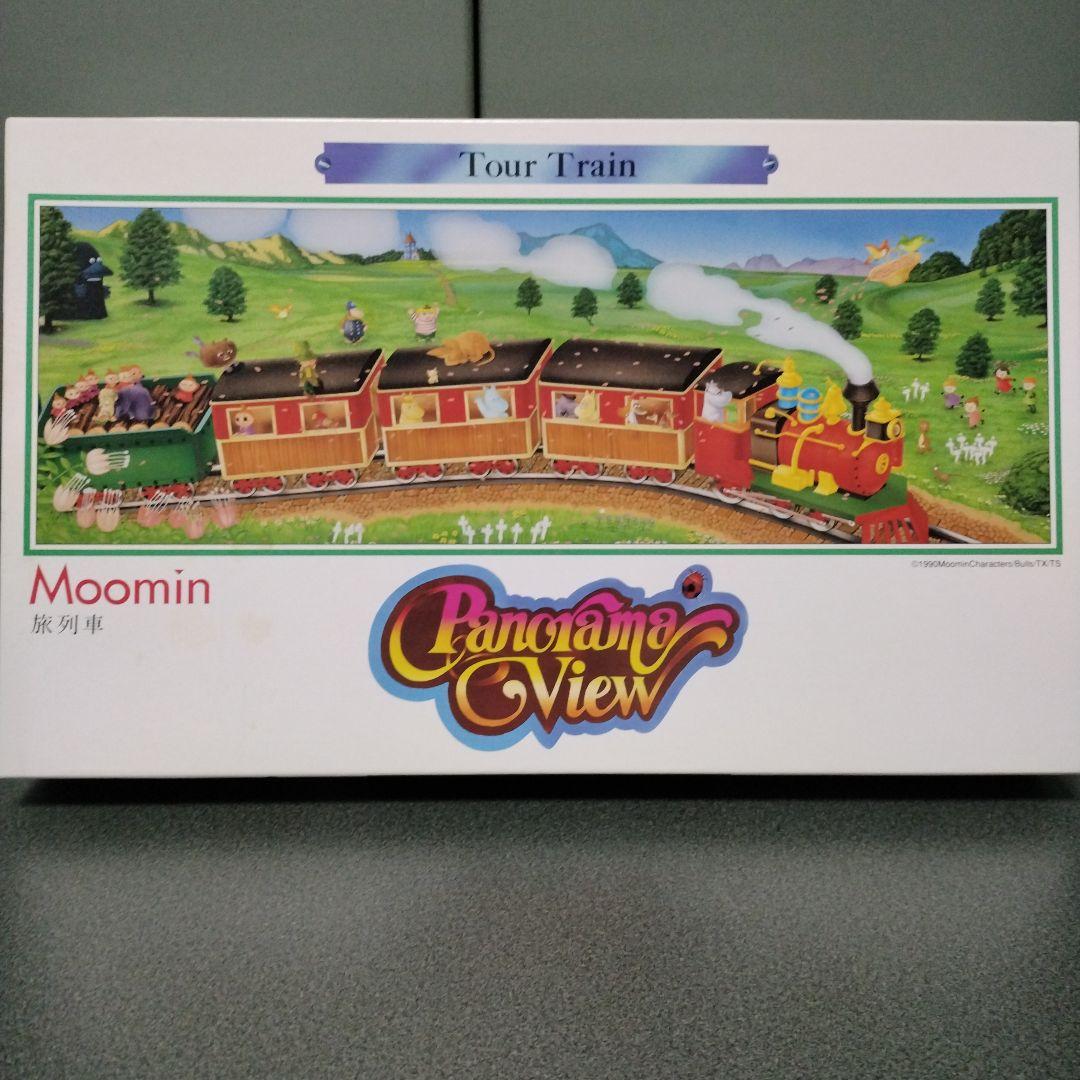 Tour Train
©1990MoominCharacters/Bulls/TX/TS
Moomin
旅列車
Panorama
View